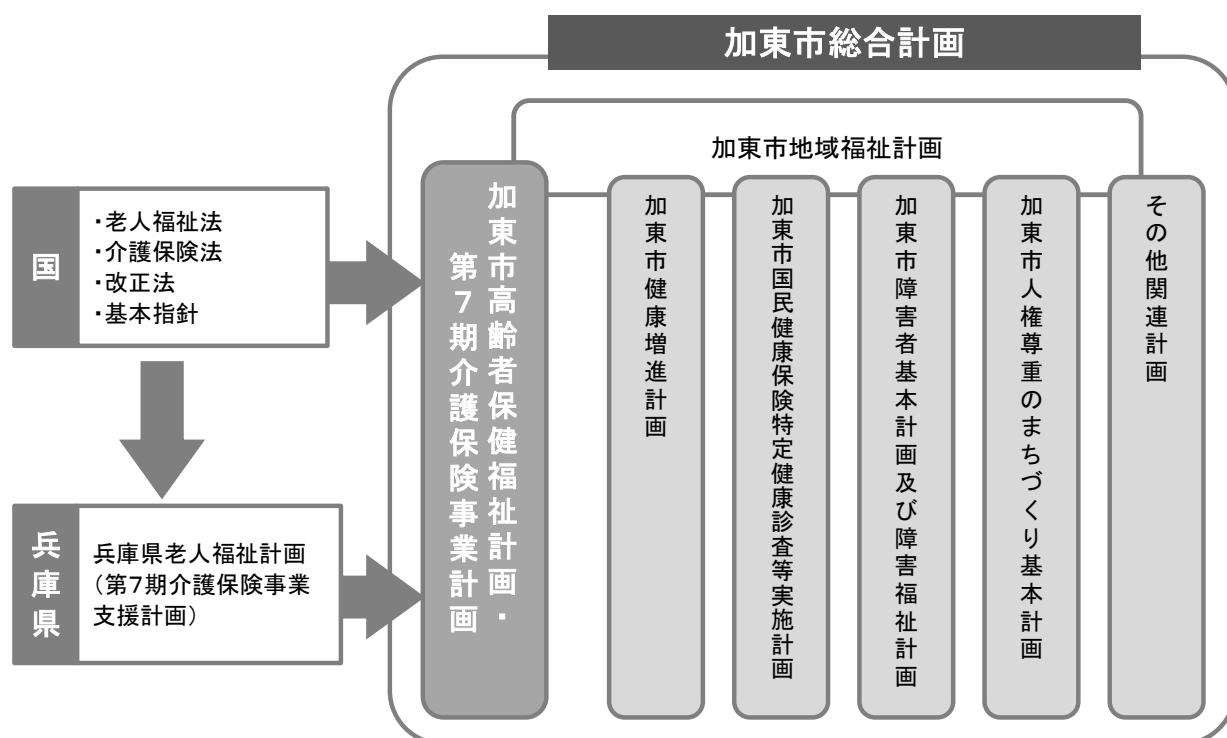 加東市総合計画
加東市地域福祉計画
国
・老人福祉法
・介護保険法
・改正法
・基本指針
兵庫県
兵庫県老人福祉計画
（第7期介護保険事業
支援計画）
加東市高齢者保健福祉計画・
第7期介護保険事業計画
加東市健康増進計画
加東市国民健康保険特定健康診査等実施計画
加東市障害者基本計画及び障害福祉計画
加東市人権尊重のまちづくり基本計画
その他関連計画